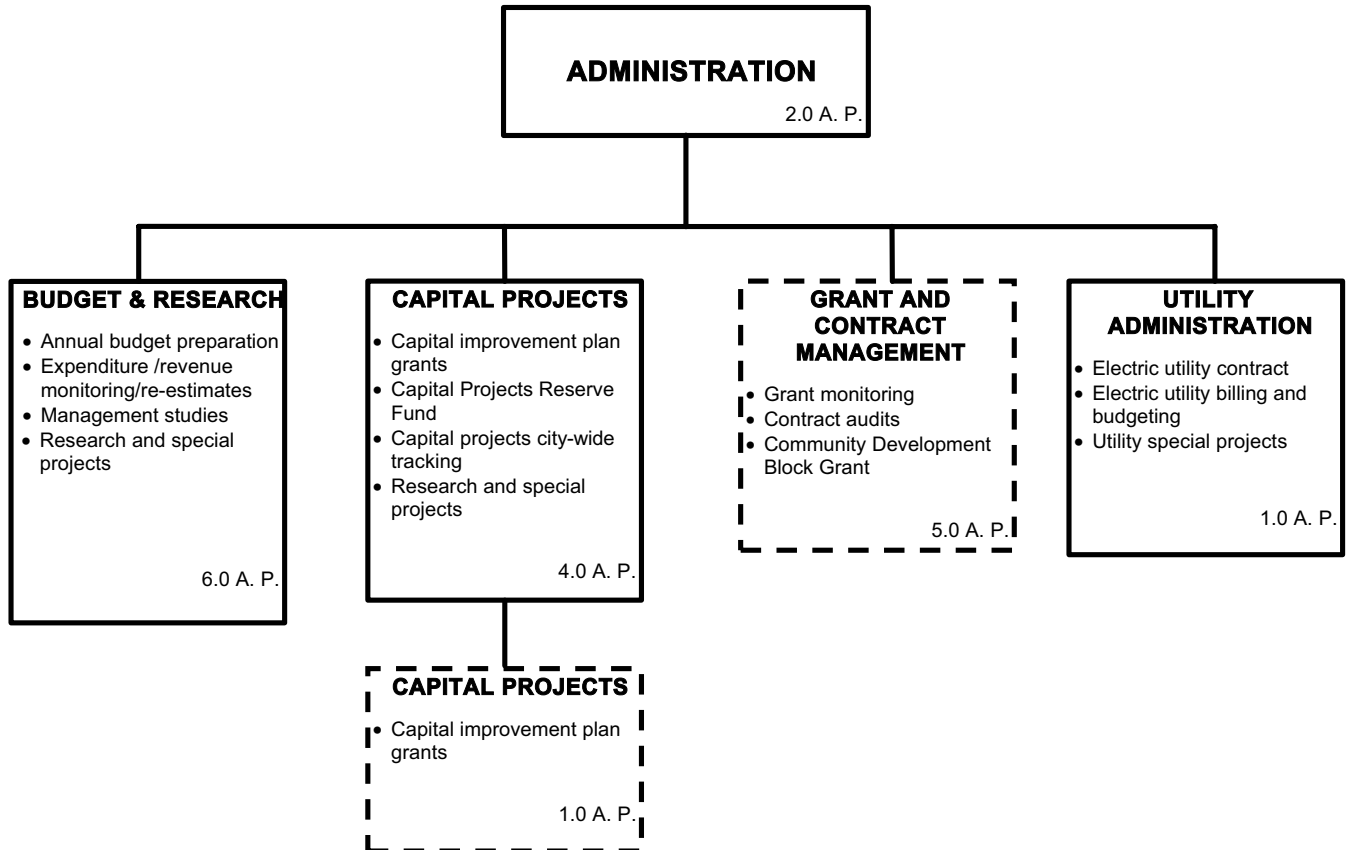 ADMINISTRATION
2.0 A. P.
BUDGET & RESEARCH
• Annual budget preparation
• Expenditure /revenue
monitoring/re-estimates
• Management studies
• Research and special
projects
6.0 A. P.
CAPITAL PROJECTS
• Capital improvement plan
grants
• Capital Projects Reserve
Fund
• Capital projects city-wide
tracking
• Research and special
projects
4.0 A. P.
GRANT AND
CONTRACT
MANAGEMENT
• Grant monitoring
• Contract audits
• Community Development
Block Grant
5.0 A. P.
UTILITY
ADMINISTRATION
• Electric utility contract
• Electric utility billing and
budgeting
• Utility special projects
1.0 A. P.
CAPITAL PROJECTS
• Capital improvement plan
grants
1.0 A. P.